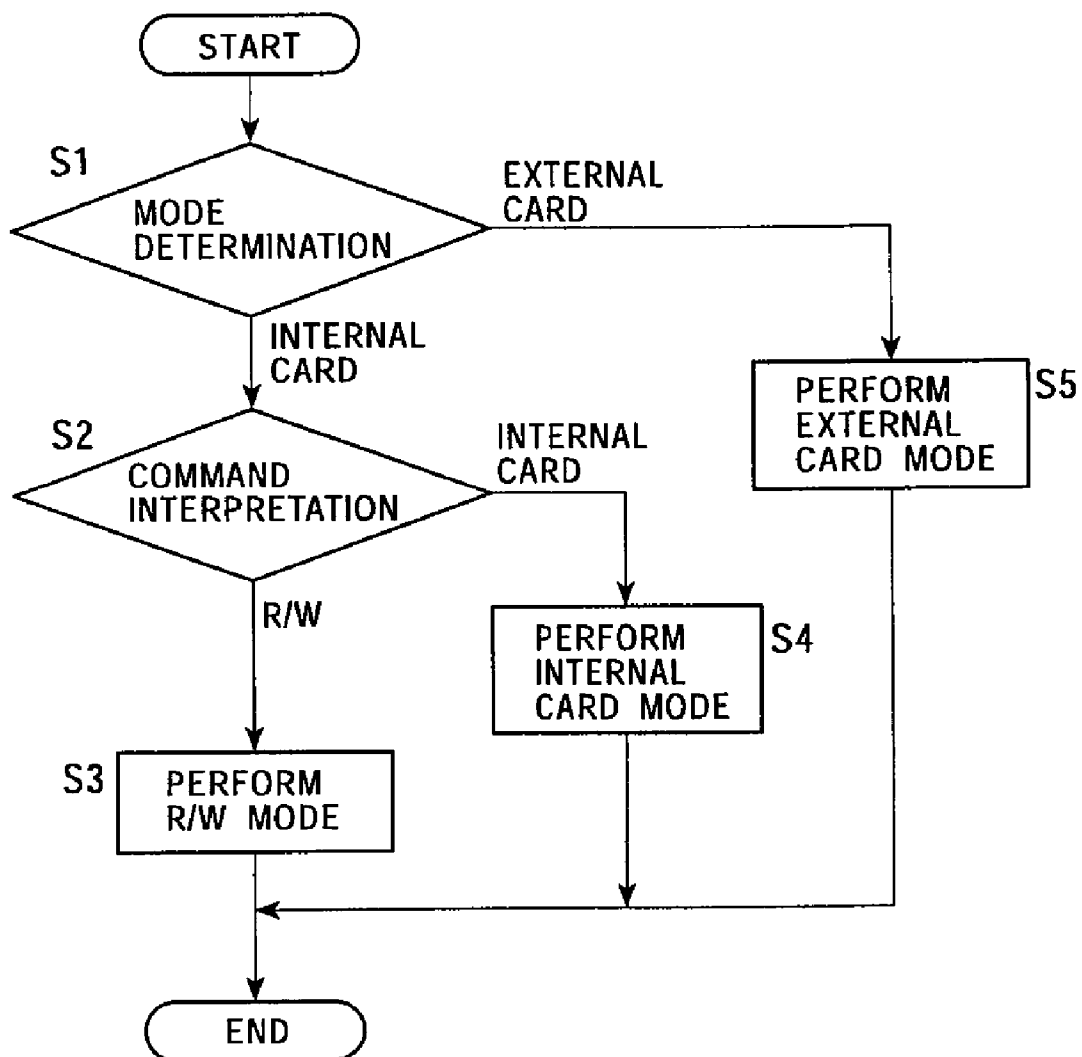 START
S1
MODE
DETERMINATION
EXTERNAL
CARD
INTERNAL
CARD
S2
COMMAND
INTERPRETATION
INTERNAL
CARD
PERFORM
EXTERNAL
CARD MODE
S5
R/W
PERFORM
INTERNAL
CARD MODE
S4
S3
PERFORM
R/W MODE
END